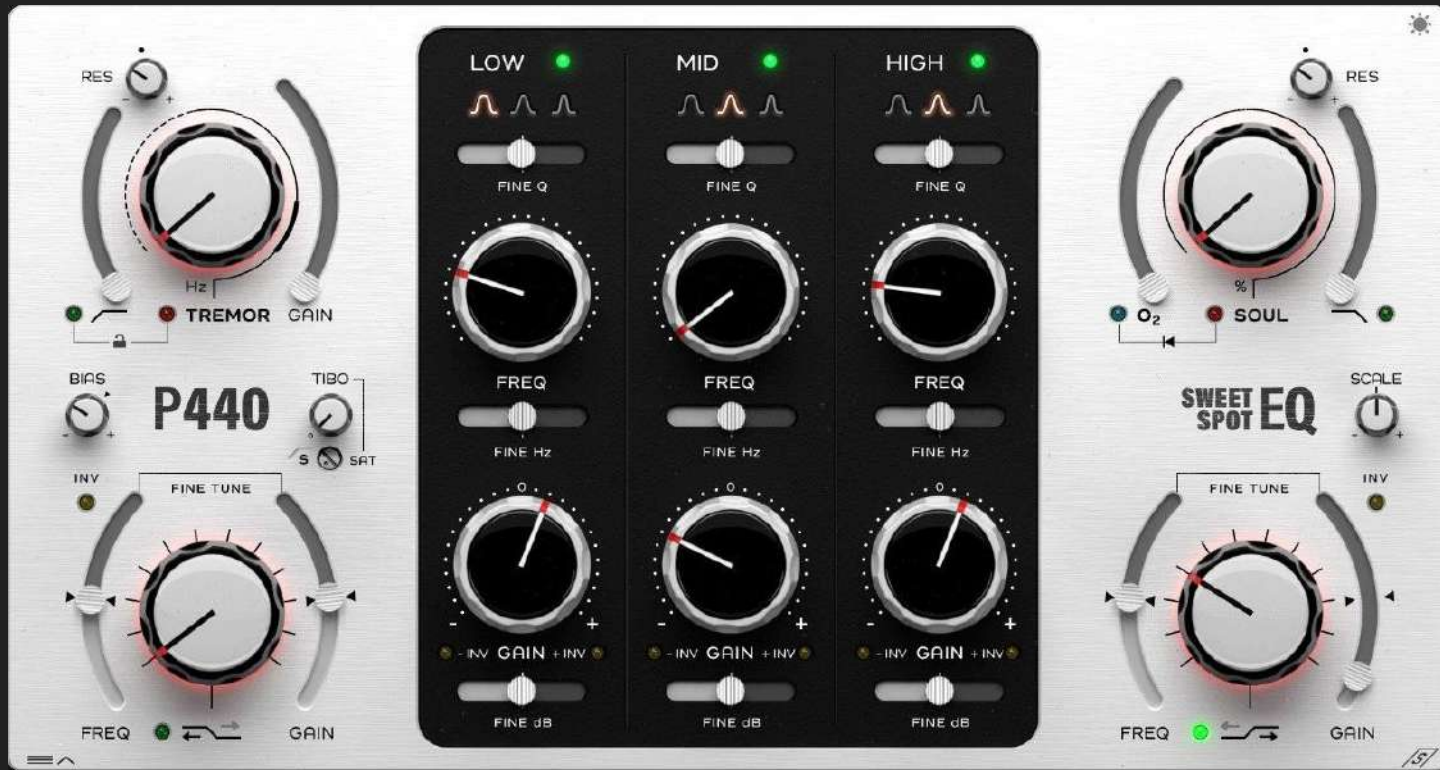 RES
- +
Hz
TREMOR GAIN
BIAS
- +
P440
TIBO
0
S SAT
INV
FINE TUNE
FREQ GAIN
LOW MID HIGH
FINE Q FINE Q FINE Q
FREQ FREQ FREQ
FINE Hz FINE Hz FINE Hz
0 0 0
- + - + - +
- INV GAIN + INV - INV GAIN + INV - INV GAIN + INV
FINE dB FINE dB FINE dB
RES
- +
%
O2 SOUL
SWEET
SPOT EQ
SCALE
- +
INV
FINE TUNE
FREQ GAIN
S